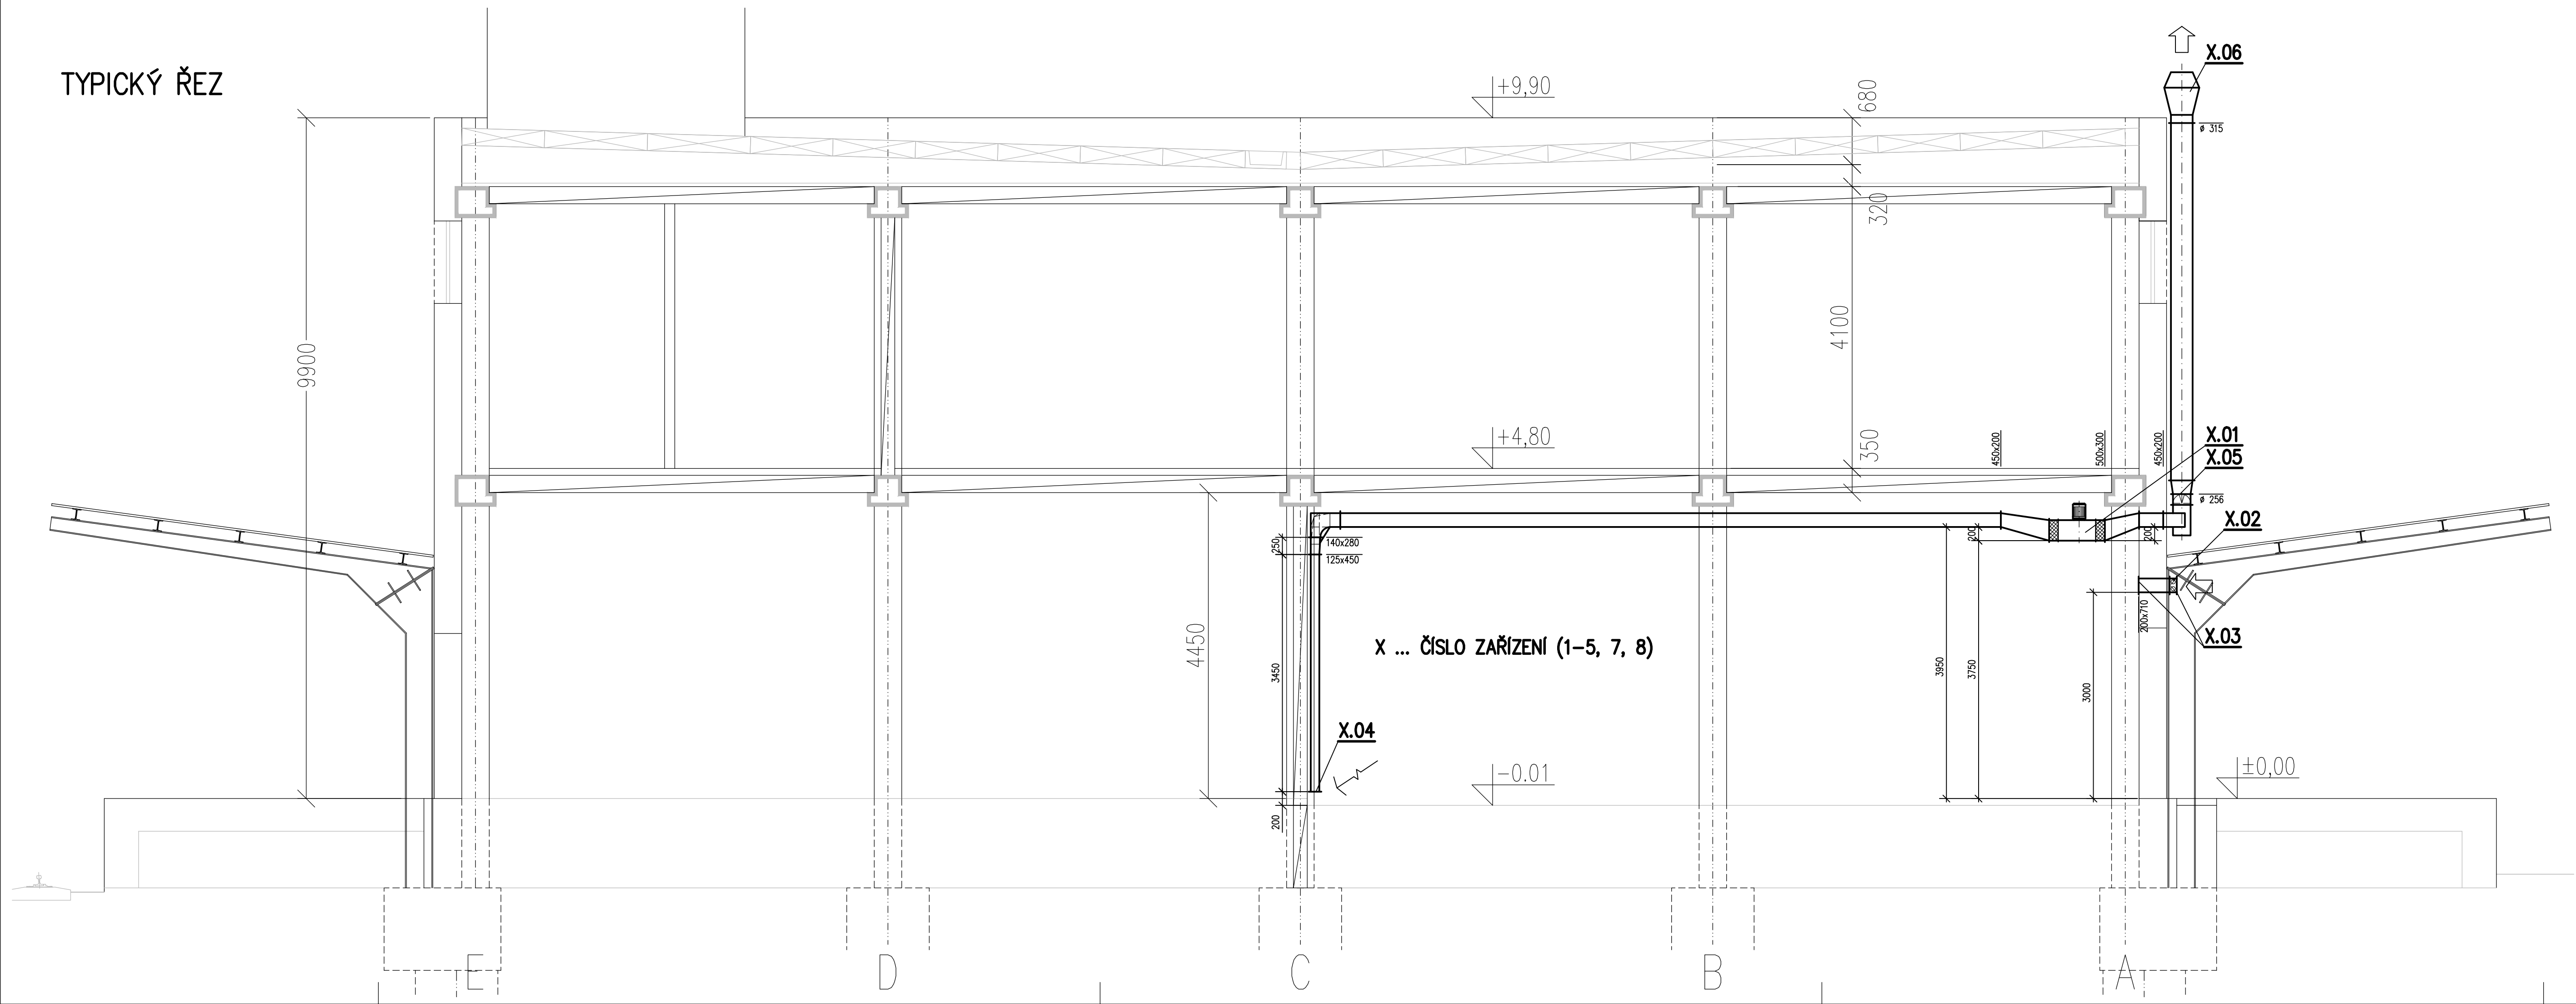 TYPICKÝ ŘEZ
X.06
+9,90
680
ø 315
320
9900
4100
+4,80
350
450x200
500x300
450x200
X.01
X.05
ø 256
X.02
250
140x280
125x450
200
200
4450
3450
X ... ČÍSLO ZAŘÍZENÍ (1-5, 7, 8)
3950
3750
3000
200x710
X.03
X.04
-0.01
±0,00
200
E
D
C
B
A